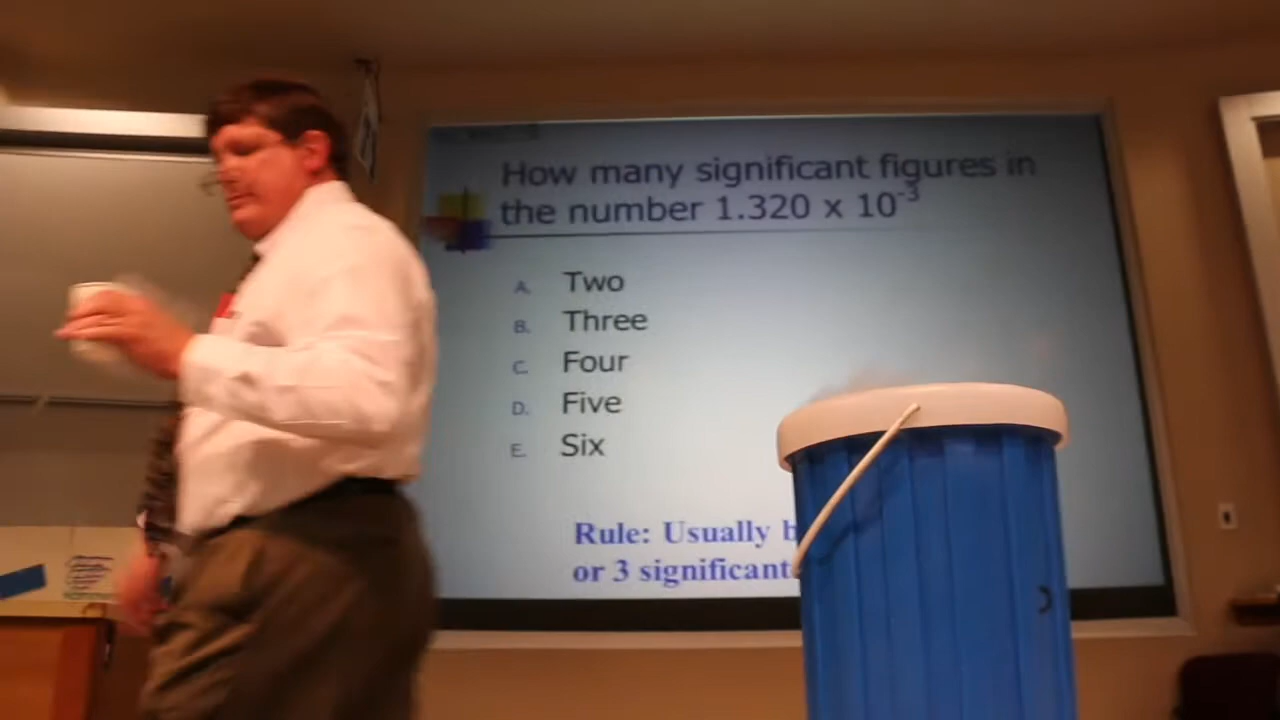 How many significant figures in
the number 1.320 x 10⁻³
A. Two
B. Three
C. Four
D. Five
E. Six
Rule: Usually
or 3 significant